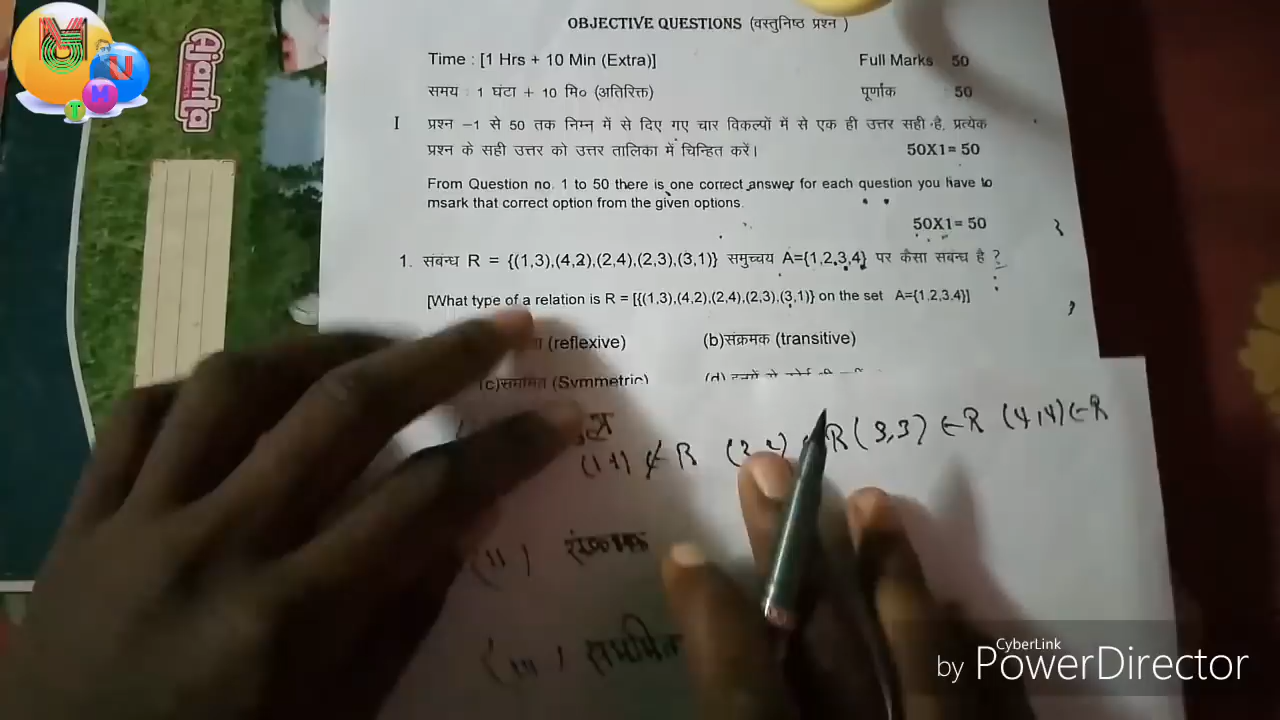 OBJECTIVE QUESTIONS (वस्तुनिष्ठ प्रश्न )
Time : [1 Hrs + 10 Min (Extra)] Full Marks 50
समय : 1 घंटा + 10 मि० (अतिरिक्त) पूर्णांक 50
I प्रश्न –1 से 50 तक निम्न में से दिए गए चार विकल्पों में से एक ही उत्तर सही है, प्रत्येक
प्रश्न के सही उत्तर को उत्तर तालिका में चिन्हित करें। 50X1= 50
From Question no. 1 to 50 there is one correct answer for each question you have to
msark that correct option from the given options.
50X1= 50
1. संबंध R = {(1,3),(4,2),(2,4),(2,3),(3,1)} समुच्चय A={1,2,3,4} पर कैसा संबंध है ?
[What type of a relation is R = [{(1,3),(4,2),(2,4),(2,3),(3,1)} on the set A={1,2,3,4}]
(reflexive) (b)संक्रमक (transitive)
(c)सममित (Symmetric) (d)
(1,1) ∉ R R (3,3) ∈ R (4,4) ∈ R
(ii) संक्रमक
(iii) सममित
Ajanta
M
U
H
T
CyberLink
by PowerDirector